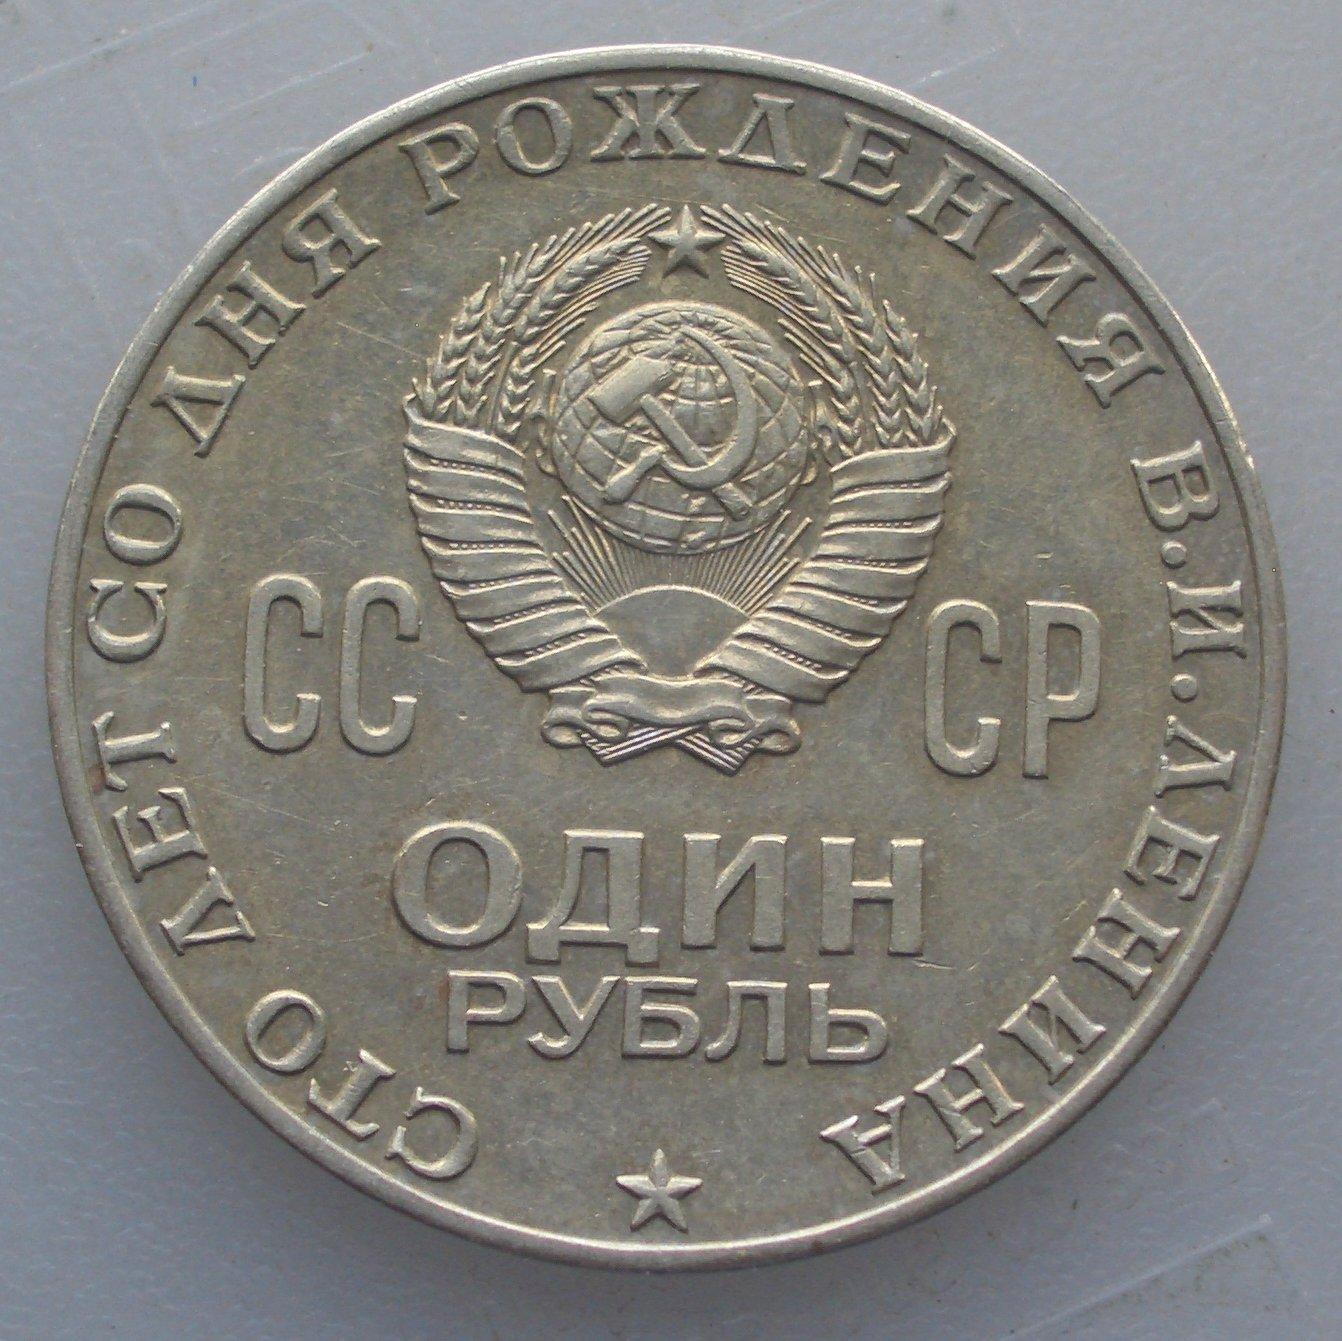 СТО ЛЕТ СО ДНЯ РОЖДЕНИЯ В.И.ЛЕНИНА
СС СР
ОДИН
РУБЛЬ